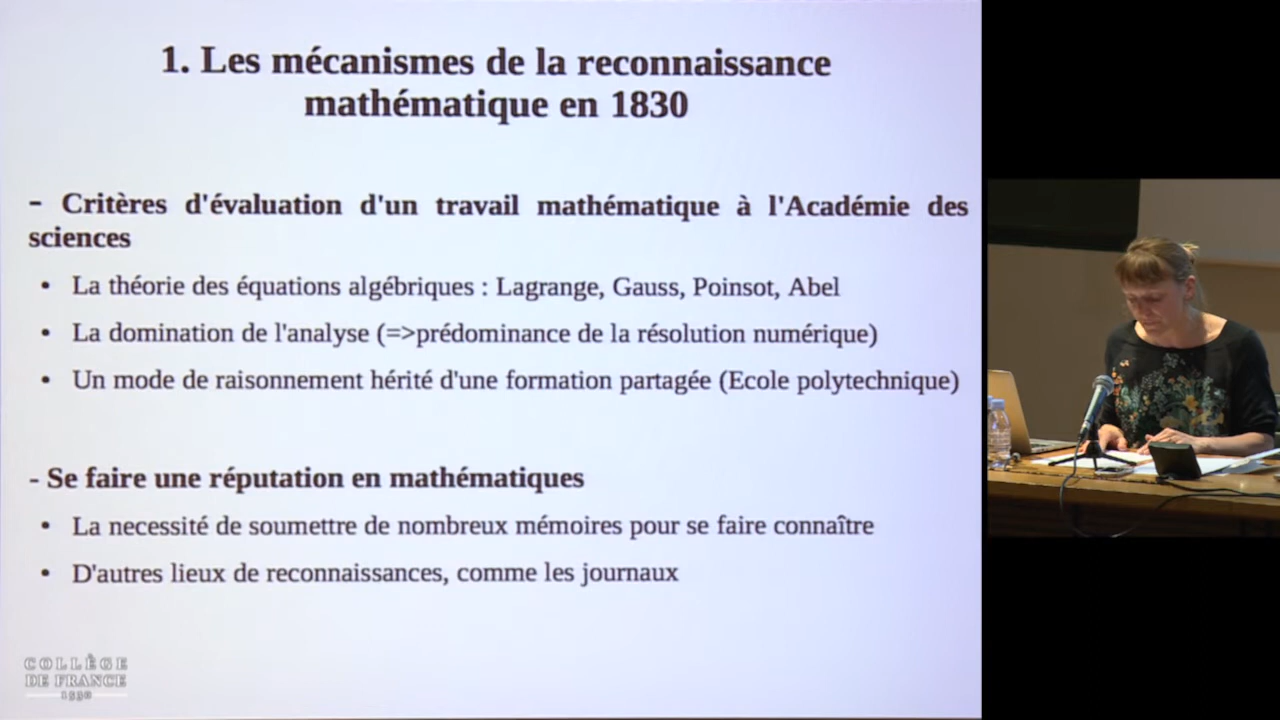 1. Les mécanismes de la reconnaissance
mathématique en 1830
- Critères d'évaluation d'un travail mathématique à l'Académie des
sciences
• La théorie des équations algébriques : Lagrange, Gauss, Poinsot, Abel
• La domination de l'analyse (=>prédominance de la résolution numérique)
• Un mode de raisonnement hérité d'une formation partagée (Ecole polytechnique)
- Se faire une réputation en mathématiques
• La necessité de soumettre de nombreux mémoires pour se faire connaître
• D'autres lieux de reconnaissances, comme les journaux
COLLÈGE
DE FRANCE
1530